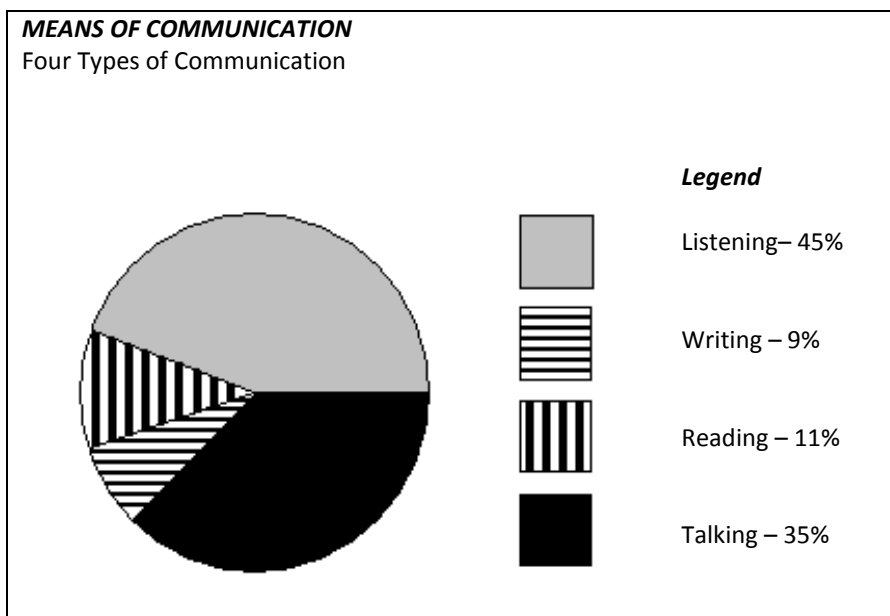 MEANS OF COMMUNICATION
Four Types of Communication
Legend
Listening– 45%
Writing – 9%
Reading – 11%
Talking – 35%